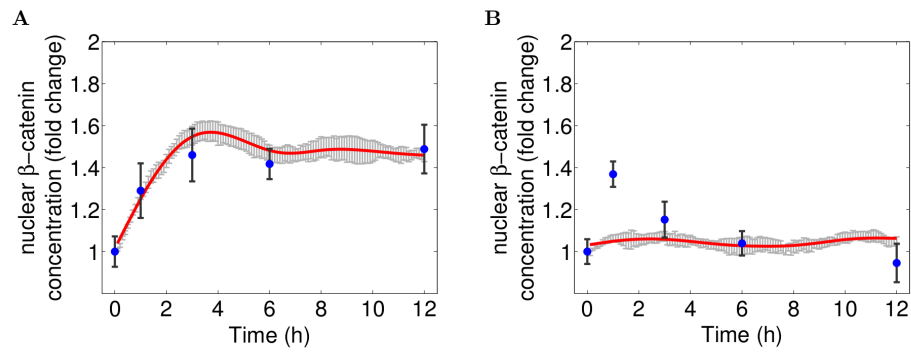 A
nuclear β−catenin
concentration (fold change)
2
1.8
1.6
1.4
1.2
1
0 2 4 6 8 10 12
Time (h)
B
nuclear β−catenin
concentration (fold change)
2
1.8
1.6
1.4
1.2
1
0 2 4 6 8 10 12
Time (h)